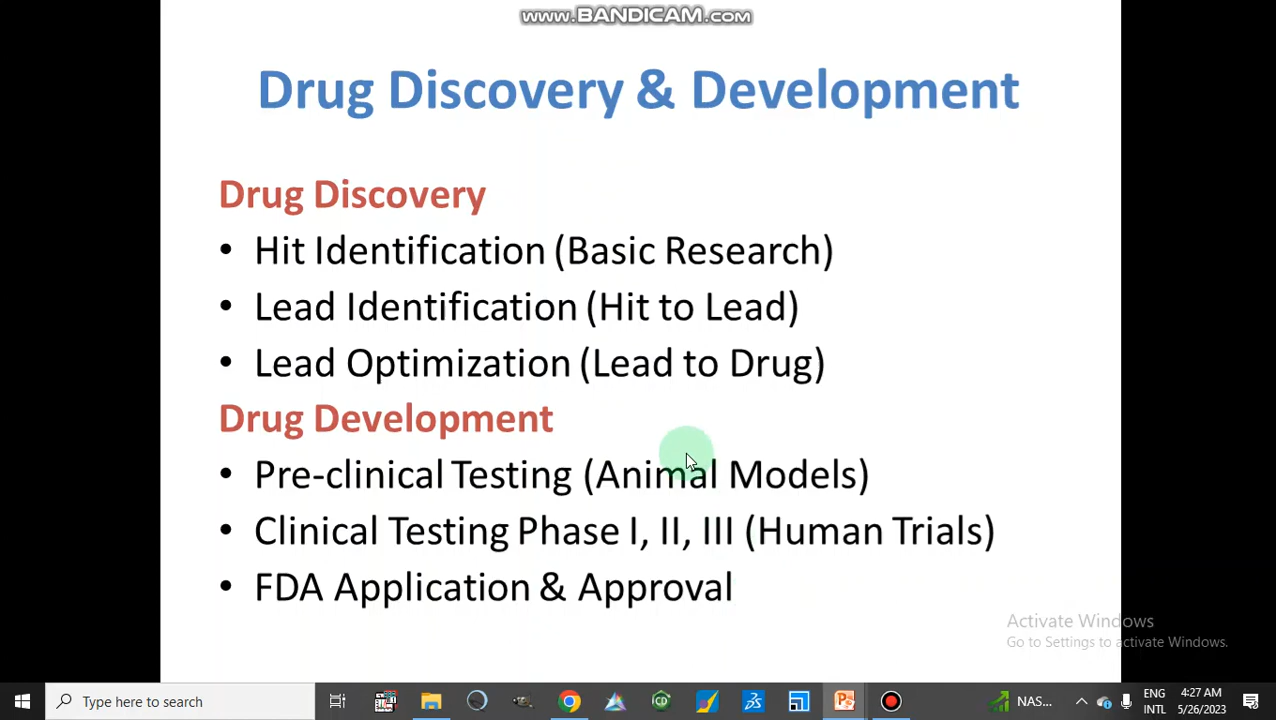 www.BANDICAM.com
Drug Discovery & Development
Drug Discovery
• Hit Identification (Basic Research)
• Lead Identification (Hit to Lead)
• Lead Optimization (Lead to Drug)
Drug Development
• Pre-clinical Testing (Animal Models)
• Clinical Testing Phase I, II, III (Human Trials)
• FDA Application & Approval
Activate Windows
Go to Settings to activate Windows.
Type here to search
NAS...
ENG
INTL
4:27 AM
5/26/2023